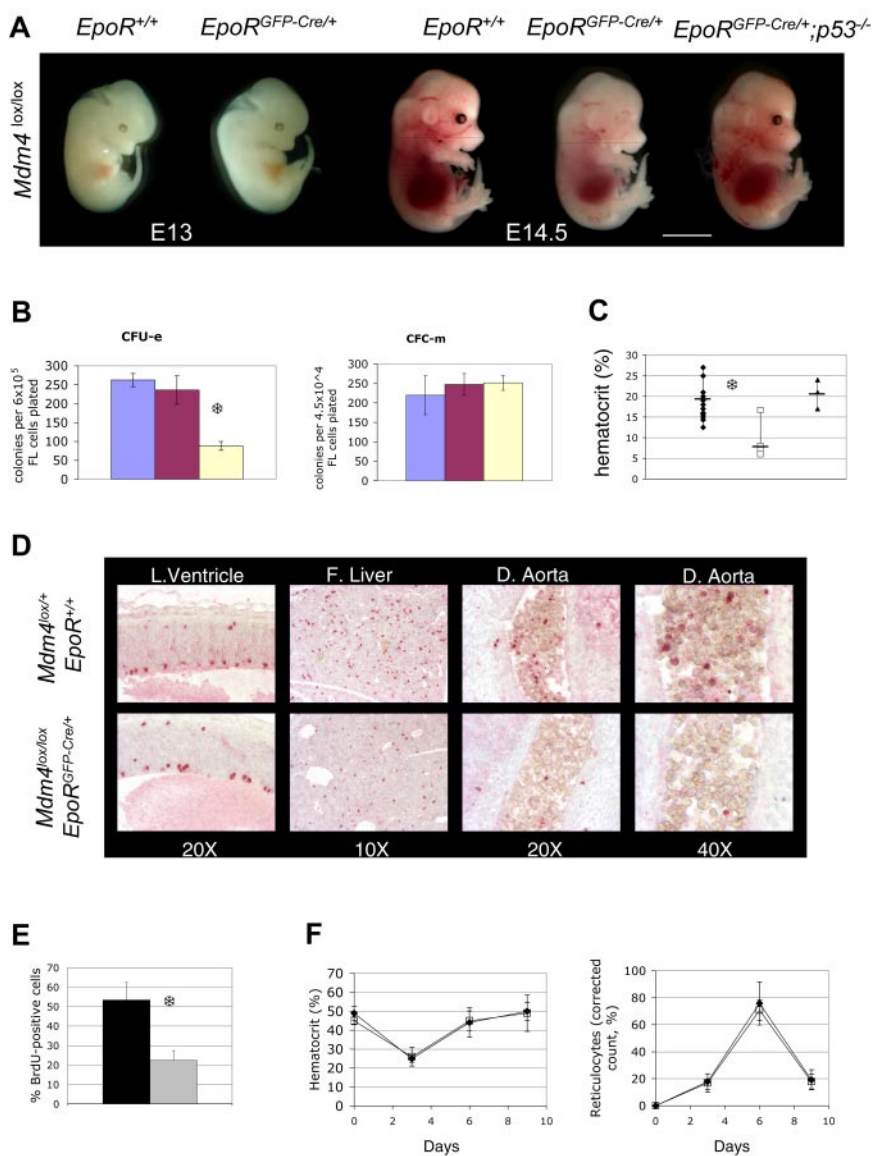 A
EpoR+/+ EpoRGFP-Cre/+ EpoR+/+ EpoRGFP-Cre/+ EpoRGFP-Cre/+;p53-/-
Mdm4 lox/lox
E13 E14.5
B
CFU-e
colonies per 6x10^5
FL cells plated
300
250
200
150
100
50
0
CFC-m
colonies per 4.5x10^4
FL cells plated
300
250
200
150
100
50
0
C
hematocrit (%)
30
25
20
15
10
5
0
D
L.Ventricle F. Liver D. Aorta D. Aorta
Mdm4lox/+
EpoR+/+
Mdm4lox/lox
EpoRGFP-Cre/+
20X 10X 20X 40X
E
% BrdU-positive cells
70
60
50
40
30
20
10
0
F
Hematocrit (%)
70
60
50
40
30
20
10
0
0 2 4 6 8 10
Days
Reticulocytes (corrected
count, %)
100
80
60
40
20
0
0 2 4 6 8 10
Days